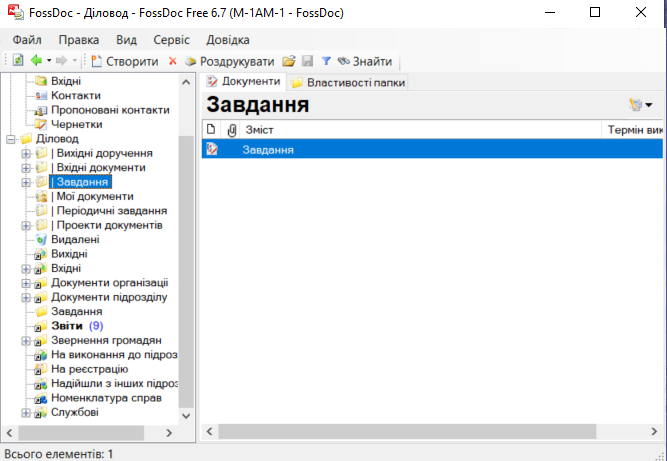 FossDoc - Діловод - FossDoc Free 6.7 (M-1AM-1 - FossDoc)
Файл Правка Вид Сервіс Довідка
Створити Роздрукувати Знайти
Вхідні
Контакти
Пропоновані контакти
Чернетки
Діловод
| Вихідні доручення
| Вхідні документи
| Завдання
| Мої документи
| Періодичні завдання
| Проекти документів
Видалені
Вихідні
Вхідні
Документи організації
Документи підрозділу
Завдання
Звіти (9)
Звернення громадян
На виконання до підроз
На реєстрацію
Надійшли з інших підроз
Номенклатура справ
Службові
Документи Властивості папки
Завдання
Зміст Термін вик
Завдання
Всього елементів: 1